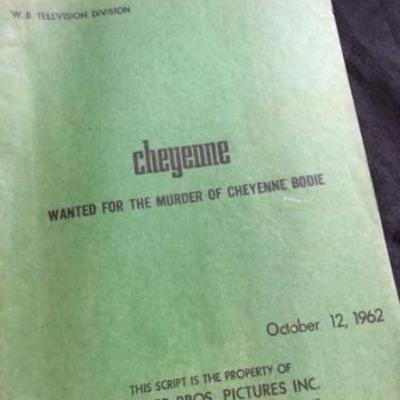 W. B. TELEVISION DIVISION
cheyenne
WANTED FOR THE MURDER OF CHEYENNE BODIE
October 12, 1962
THIS SCRIPT IS THE PROPERTY OF
BROS. PICTURES INC.